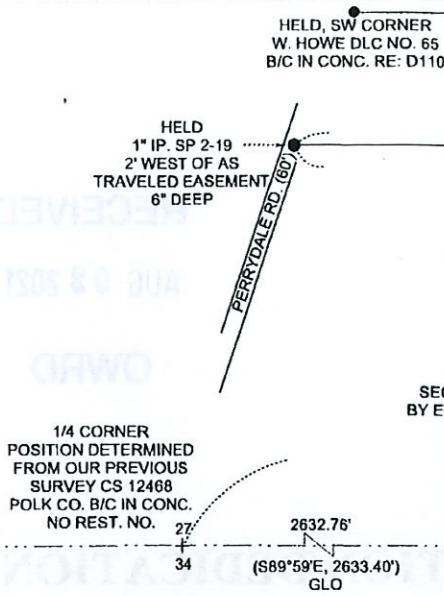 HELD, SW CORNER
W. HOWE DLC NO. 65
B/C IN CONC. RE: D110
HELD
1" IP. SP 2-19
2' WEST OF AS
TRAVELED EASEMENT
6" DEEP
PERRYDALE RD. (60')
RECEIVED
AUG 2021
OWRD
SEC
BY E
1/4 CORNER
POSITION DETERMINED
FROM OUR PREVIOUS
SURVEY CS 12468
POLK CO. B/C IN CONC.
NO REST. NO.
27
34
2632.76'
(S89°59'E, 2633.40')
GLO
DEDICATION